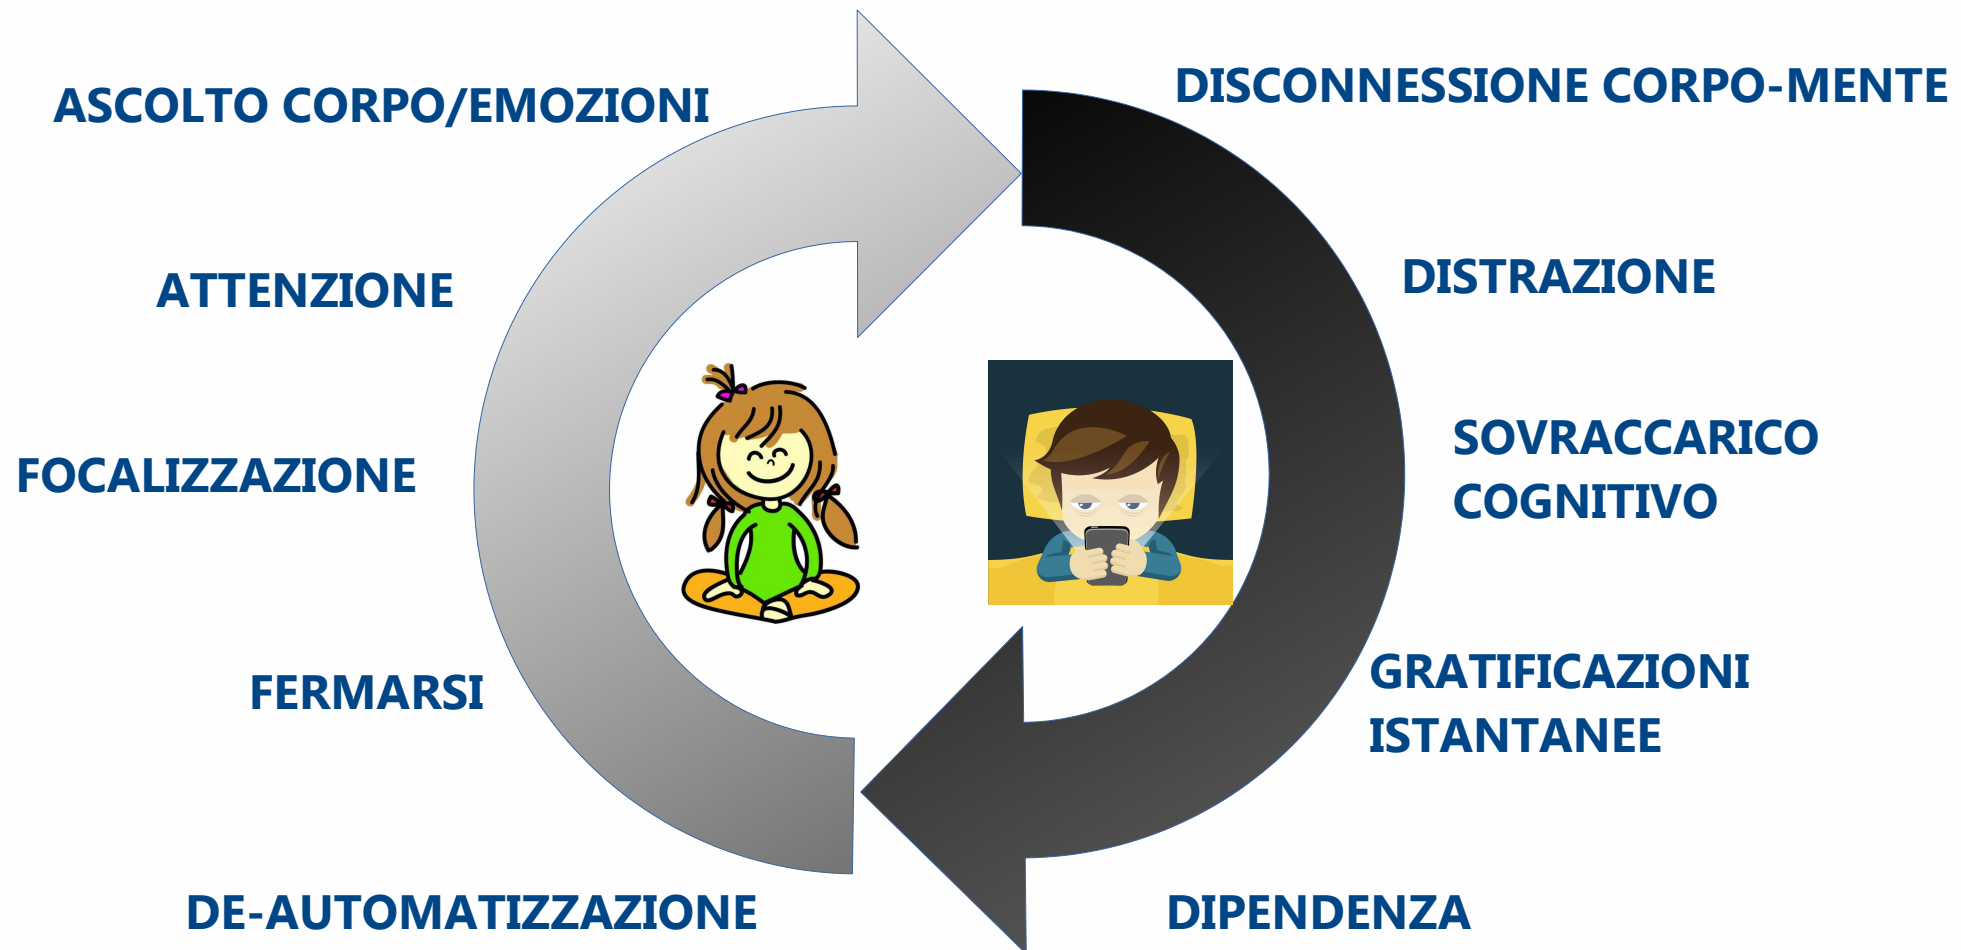 ASCOLTO CORPO/EMOZIONI
ATTENZIONE
FOCALIZZAZIONE
FERMARSI
DE-AUTOMATIZZAZIONE
DISCONNESSIONE CORPO-MENTE
DISTRAZIONE
SOVRACCARICO
COGNITIVO
GRATIFICAZIONI
ISTANTANEE
DIPENDENZA